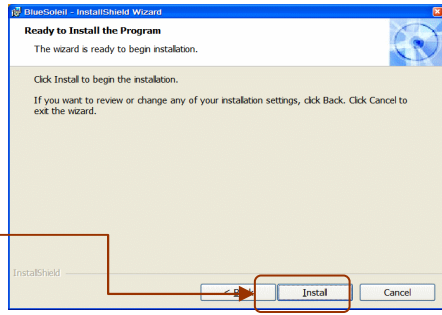 BlueSoleil - InstallShield Wizard
Ready to Install the Program
The wizard is ready to begin installation.
Click Install to begin the installation.
If you want to review or change any of your installation settings, click Back. Click Cancel to
exit the wizard.
InstallShield
Install Cancel